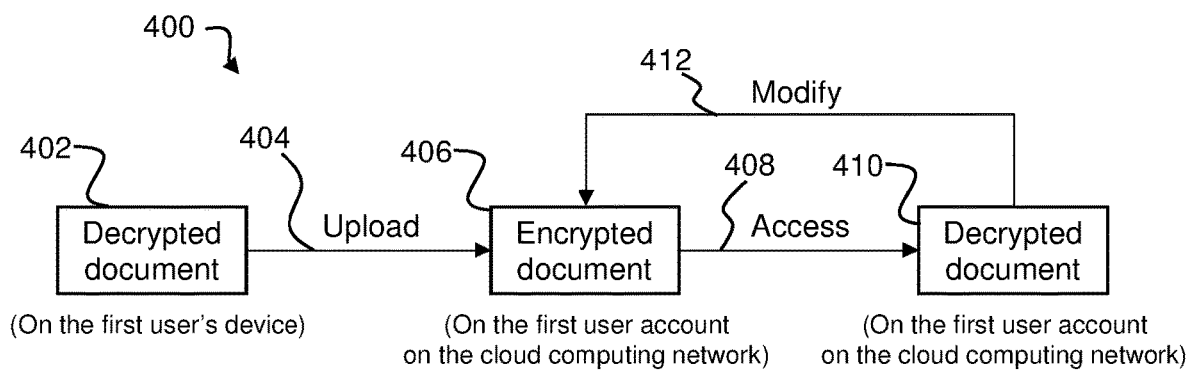 400
412
Modify
402
404
406
408
410
Decrypted
document
Upload
Encrypted
document
Access
Decrypted
document
(On the first user's device)
(On the first user account
on the cloud computing network)
(On the first user account
on the cloud computing network)